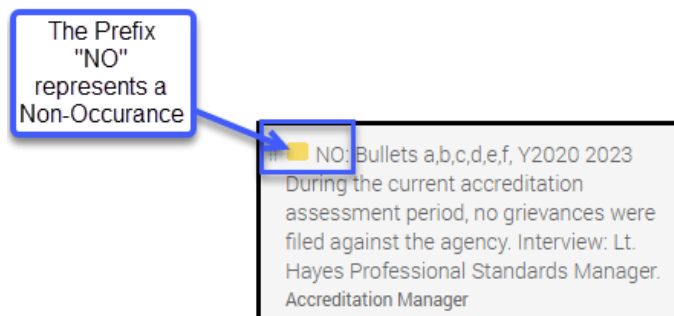 The Prefix
"NO"
represents a
Non-Occurance
NO: Bullets a,b,c,d,e,f, Y2020 2023
During the current accreditation
assessment period, no grievances were
filed against the agency. Interview: Lt.
Hayes Professional Standards Manager.
Accreditation Manager